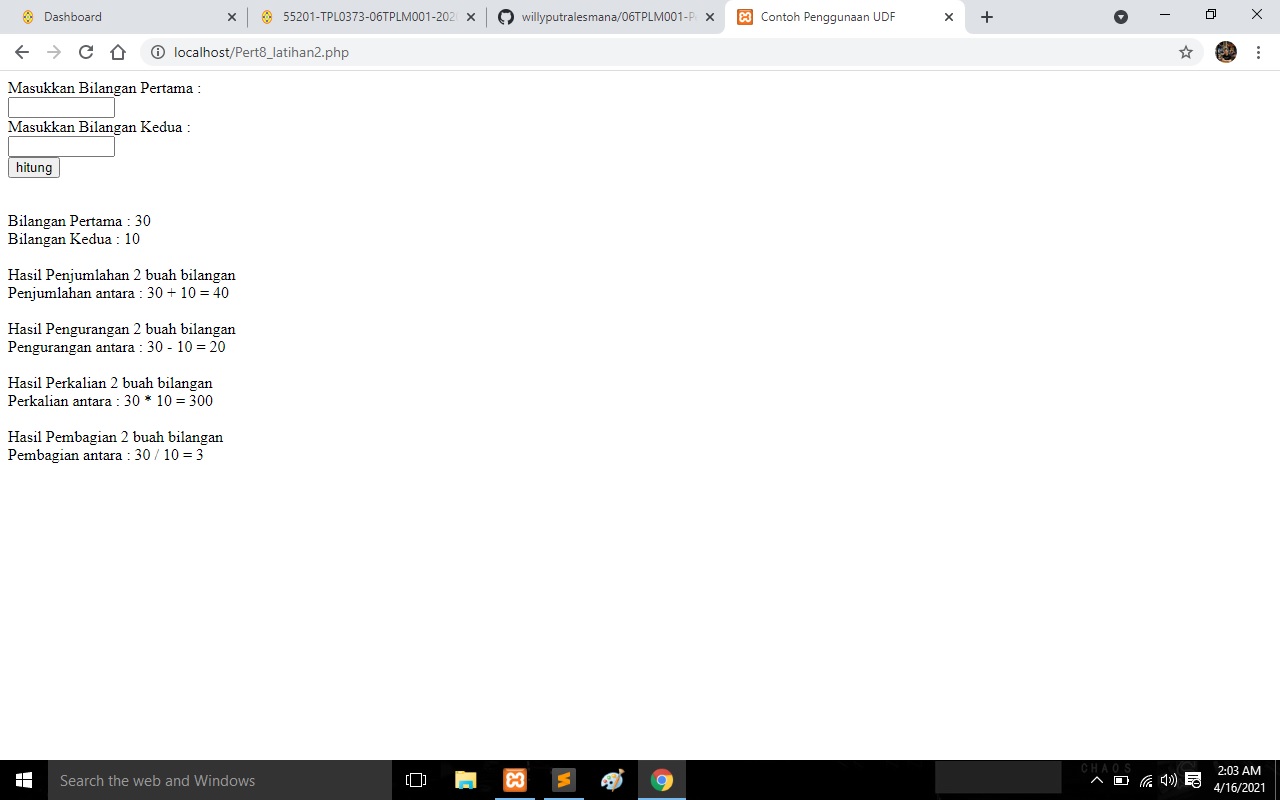 Dashboard
55201-TPL0373-06TPLM001-202
willyputralesmana/06TPLM001-P
Contoh Penggunaan UDF
localhost/Pert8_latihan2.php
Masukkan Bilangan Pertama :
Masukkan Bilangan Kedua :
hitung
Bilangan Pertama : 30
Bilangan Kedua : 10
Hasil Penjumlahan 2 buah bilangan
Penjumlahan antara : 30 + 10 = 40
Hasil Pengurangan 2 buah bilangan
Pengurangan antara : 30 - 10 = 20
Hasil Perkalian 2 buah bilangan
Perkalian antara : 30 * 10 = 300
Hasil Pembagian 2 buah bilangan
Pembagian antara : 30 / 10 = 3
Search the web and Windows
CHAOS
2:03 AM
4/16/2021